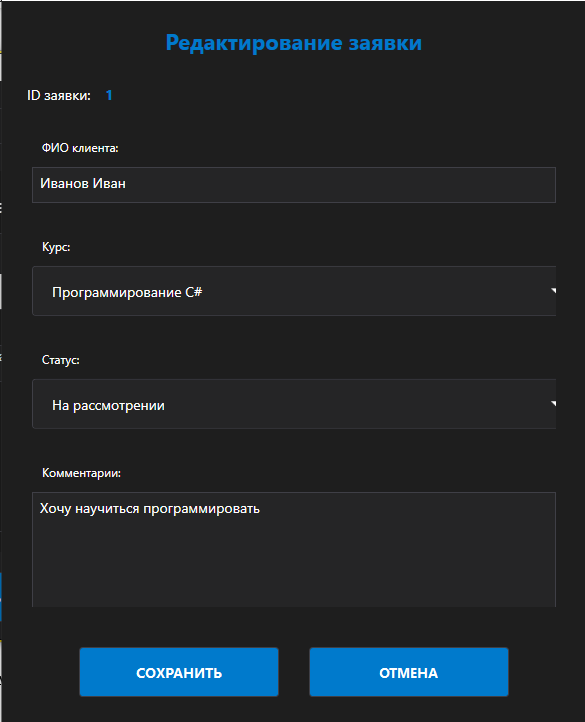 Редактирование заявки
ID заявки: 1
ФИО клиента:
Иванов Иван
Курс:
Программирование C#
Статус:
На рассмотрении
Комментарии:
Хочу научиться программировать
СОХРАНИТЬ ОТМЕНА